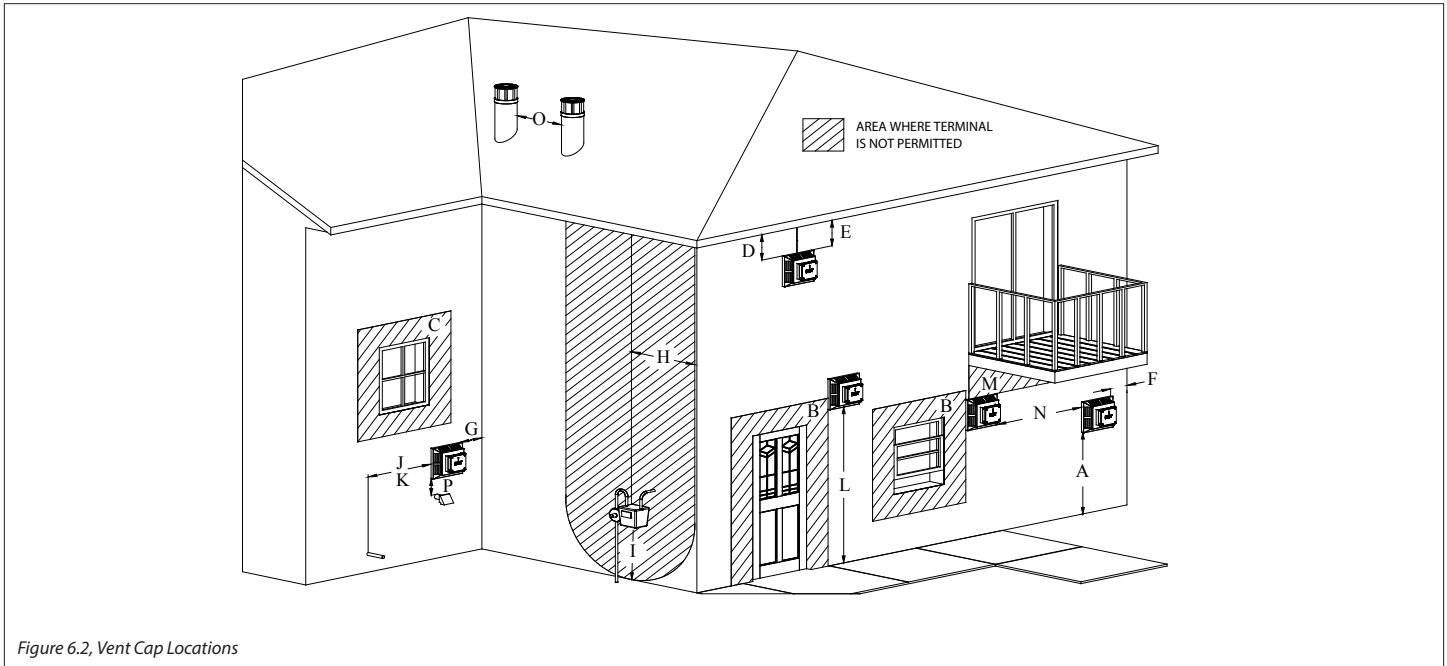 O
AREA WHERE TERMINAL
IS NOT PERMITTED
D
E
C
H
F
M
B
B
N
G
J
K
P
L
A
I
Figure 6.2, Vent Cap Locations